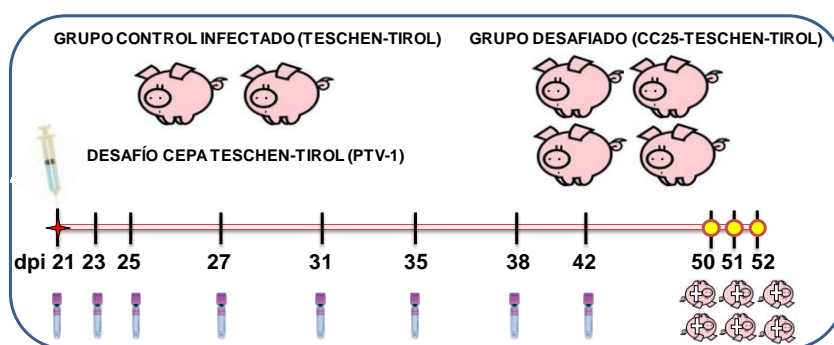 GRUPO CONTROL INFECTADO (TESCHEN-TIROL)
GRUPO DESAFIADO (CC25-TESCHEN-TIROL)
DESAFÍO CEPA TESCHEN-TIROL (PTV-1)
dpi 21 23 25 27 31 35 38 42 50 51 52